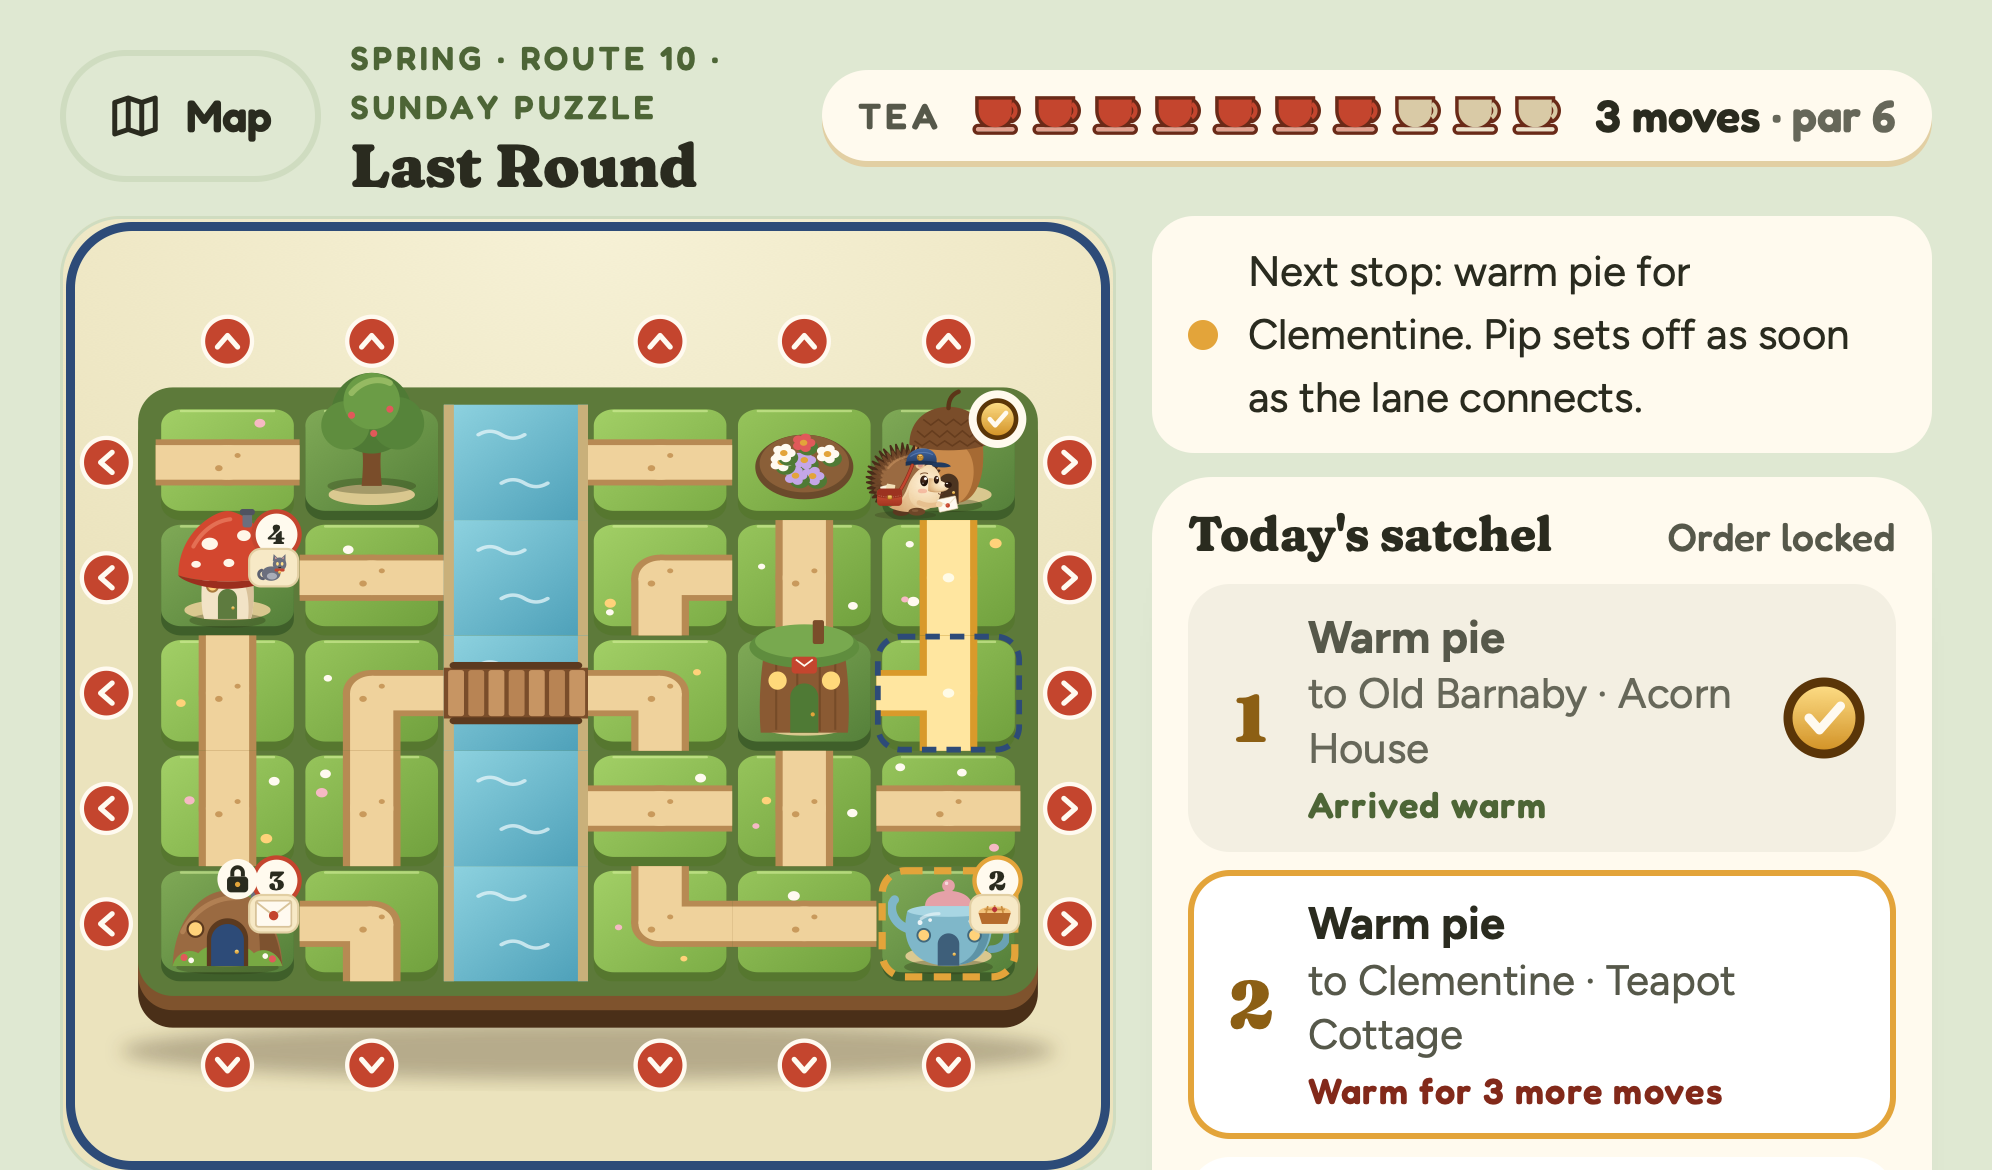 Map
SPRING · ROUTE 10 ·
SUNDAY PUZZLE
Last Round
TEA
3 moves · par 6
4
3
2
Next stop: warm pie for
Clementine. Pip sets off as soon
as the lane connects.
Today's satchel
Order locked
1
Warm pie
to Old Barnaby · Acorn
House
Arrived warm
2
Warm pie
to Clementine · Teapot
Cottage
Warm for 3 more moves